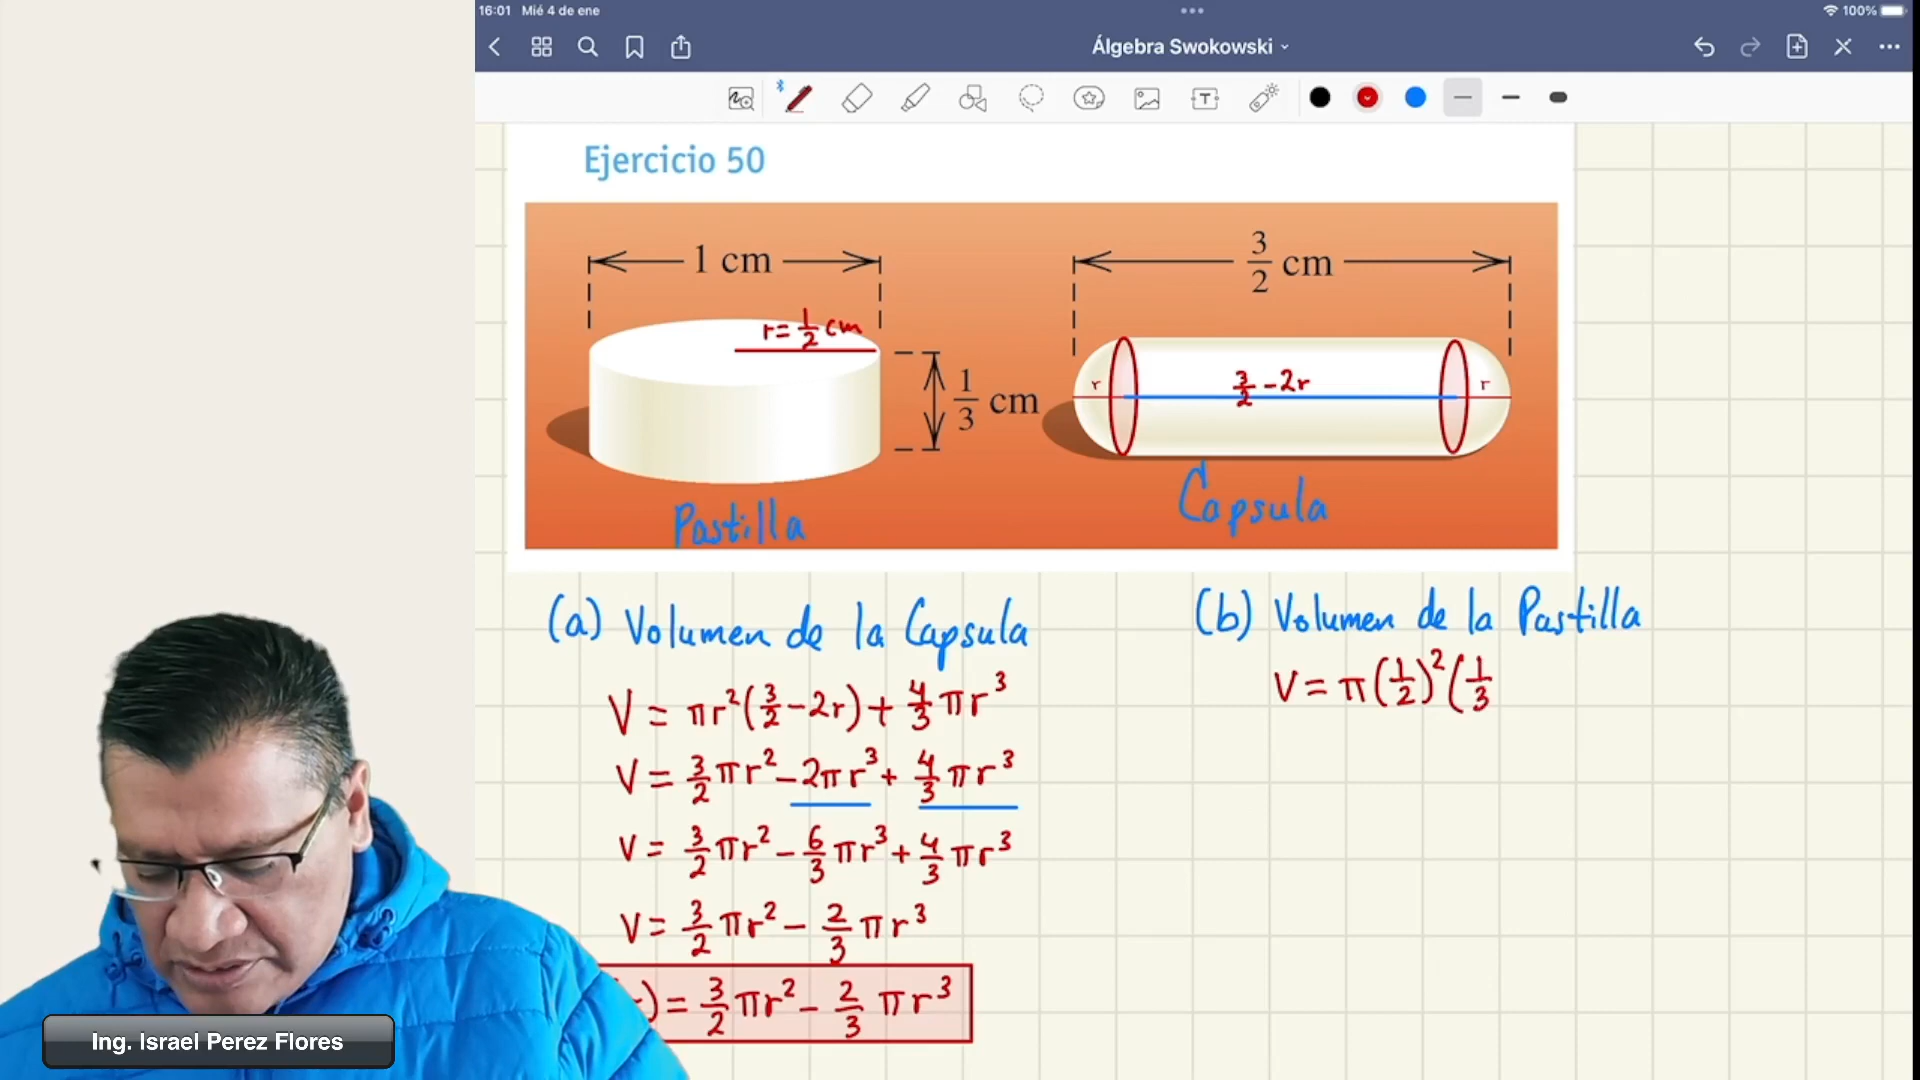 16:01 Mié 4 de ene
100%
Álgebra Swokowski
Ejercicio 50
1 cm
3/2 cm
r = 1/2 cm
1/3 cm
r
3/2 - 2r
r
Pastilla
Capsula
(a) Volumen de la Capsula
V = πr²(3/2 - 2r) + 4/3 πr³
V = 3/2 πr² - 2πr³ + 4/3 πr³
V = 3/2 πr² - 6/3 πr³ + 4/3 πr³
V = 3/2 πr² - 2/3 πr³
) = 3/2 πr² - 2/3 πr³
(b) Volumen de la Pastilla
V = π(1/2)²(1/3
Ing. Israel Perez Flores